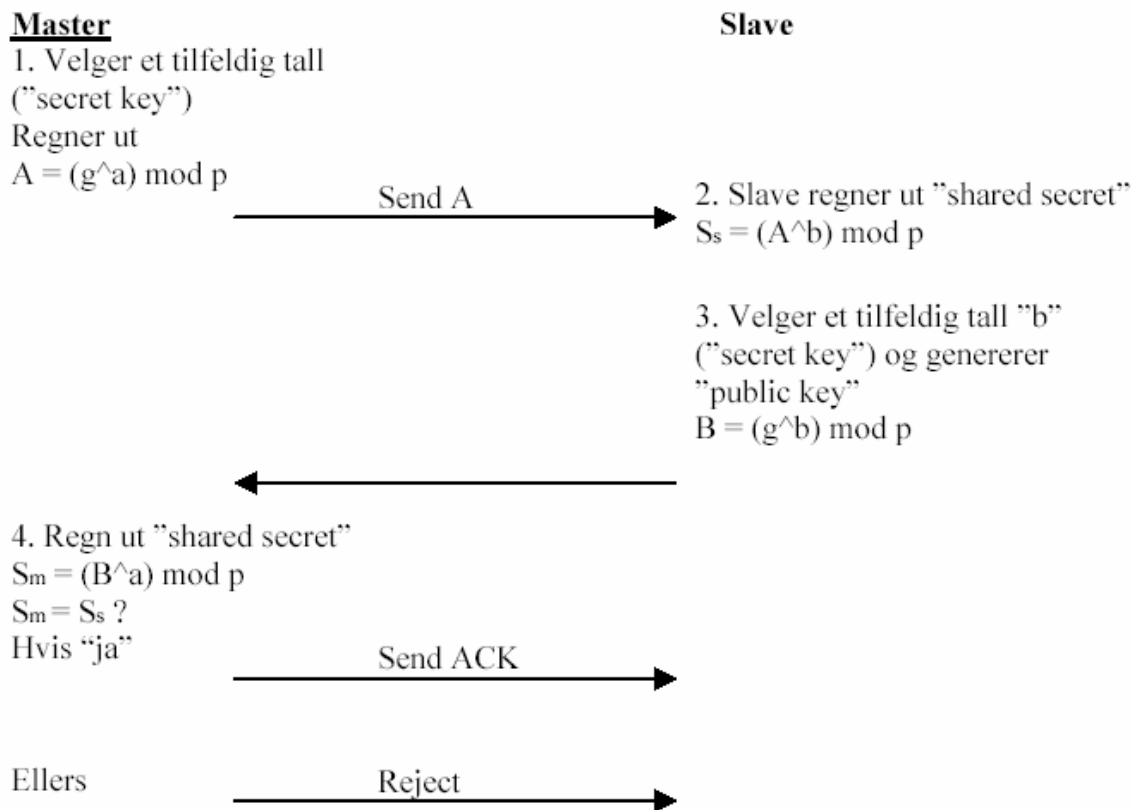 Master
Slave
1. Velger et tilfeldig tall
("secret key")
Regner ut
A = (g^a) mod p
Send A
2. Slave regner ut ”shared secret”
Ss = (A^b) mod p
3. Velger et tilfeldig tall ”b”
(”secret key”) og genererer
”public key”
B = (g^b) mod p
4. Regn ut ”shared secret”
Sm = (B^a) mod p
Sm = Ss ?
Hvis “ja”
Send ACK
Ellers
Reject